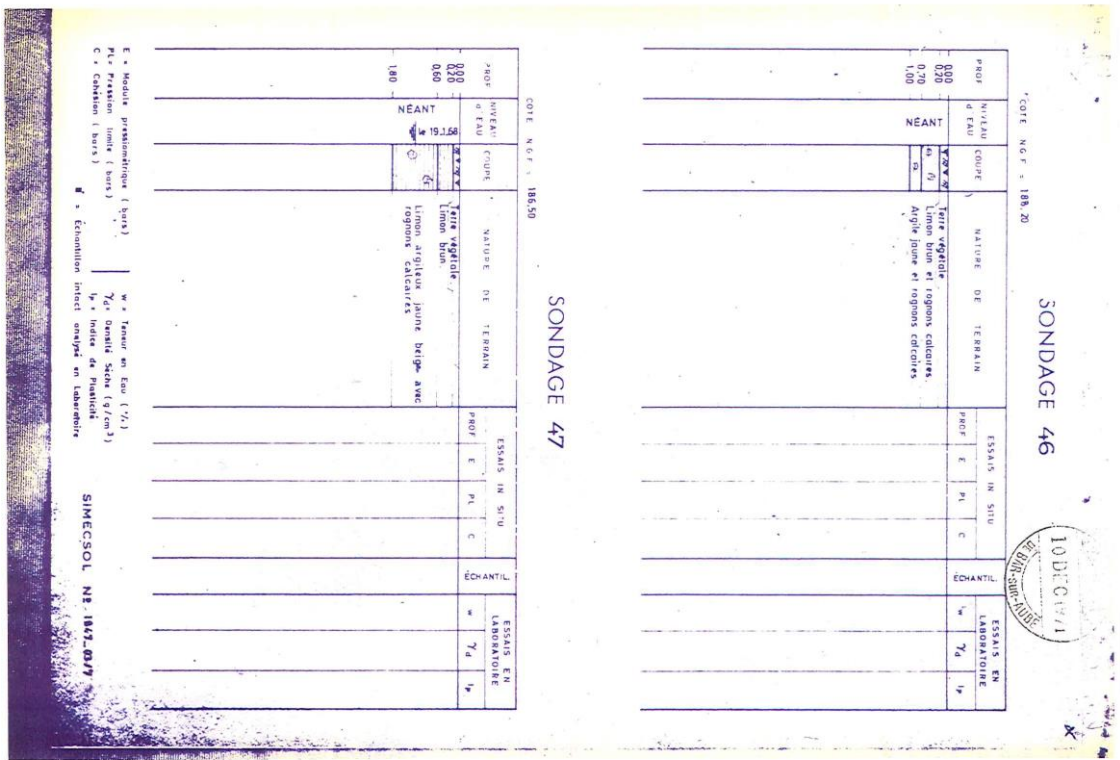 SONDAGE 46
10 DEC 1971
DE BAR-SUR-AUBE
COTE NGF = 188,20
PROF NIVEAU d'EAU COUPE NATURE DE TERRAIN ESSAIS IN SITU ÉCHANTIL. ESSAIS EN LABORATOIRE
PROF E PL C w γd Ip
0,00
0,20 Terre végétale.
0,70 Limon brun et rognons calcaires.
1,00 Argile jaune et rognons calcaires
NÉANT
SONDAGE 47
COTE NGF = 186,50
PROF NIVEAU d'EAU COUPE NATURE DE TERRAIN ESSAIS IN SITU ÉCHANTIL. ESSAIS EN LABORATOIRE
PROF E PL C w γd Ip
0,00
0,20 Terre végétale.
0,60 Limon brun.
1,80 Limon argileux jaune beige avec
rognons calcaires
NÉANT
le 19.1.68
E = Module pressiométrique (bars)
PL = Pression limite (bars)
C = Cohésion (bars)
w = Teneur en Eau (%)
γd = Densité Sèche (g/cm3)
Ip = Indice de Plasticité
= Échantillon intact analysé en Laboratoire
SIMECSOL